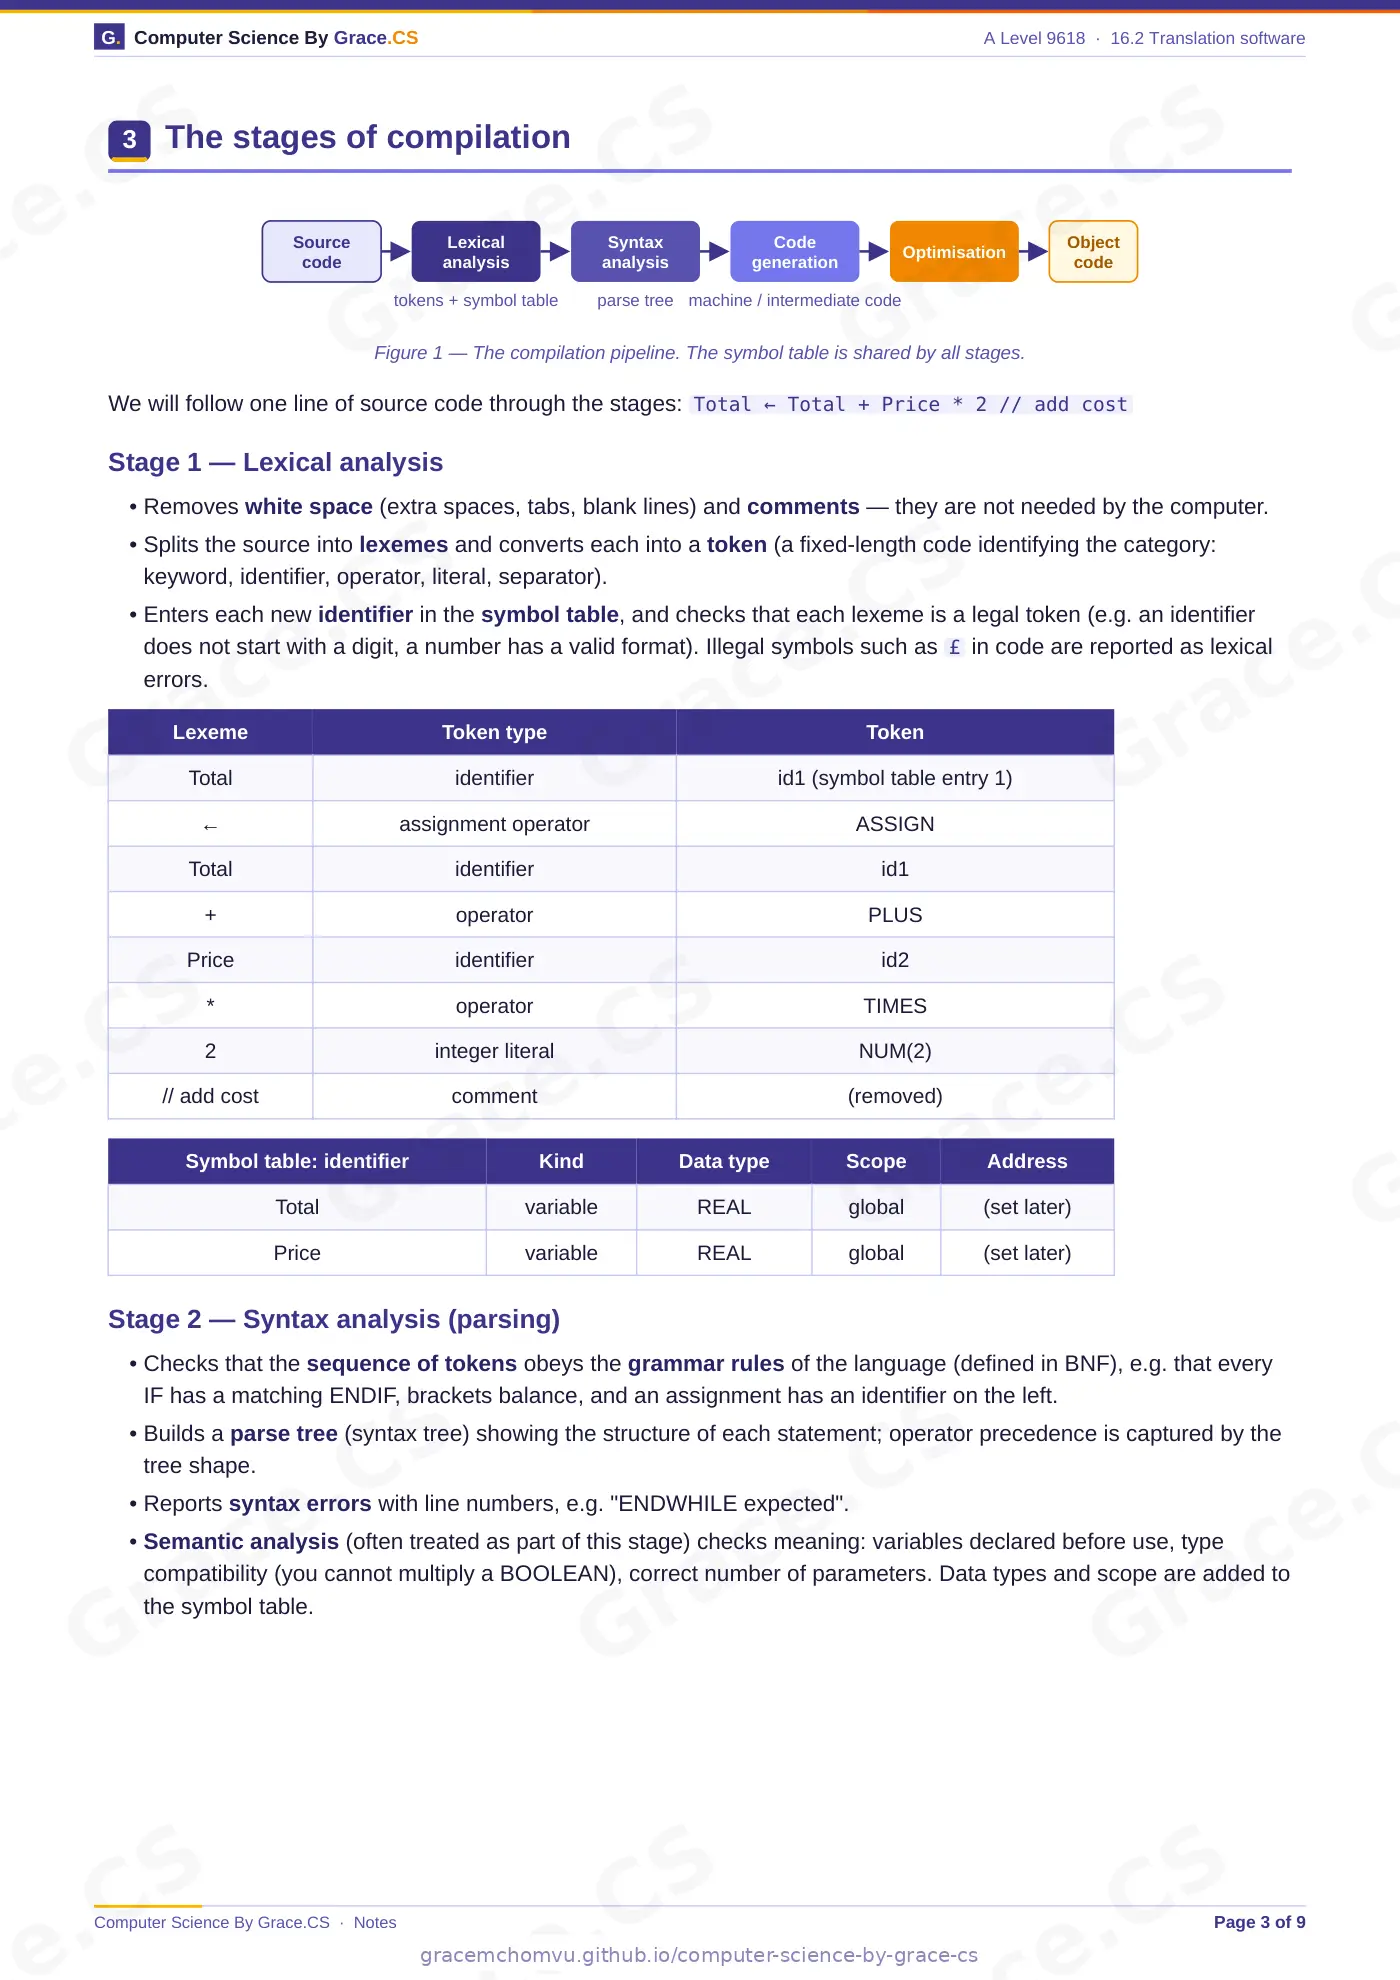 G. Computer Science By Grace.CS
A Level 9618 · 16.2 Translation software
3 The stages of compilation
Source code
Lexical analysis
Syntax analysis
Code generation
Optimisation
Object code
tokens + symbol table
parse tree
machine / intermediate code
Figure 1 — The compilation pipeline. The symbol table is shared by all stages.
We will follow one line of source code through the stages: Total ← Total + Price * 2 // add cost
Stage 1 — Lexical analysis
• Removes white space (extra spaces, tabs, blank lines) and comments — they are not needed by the computer.
• Splits the source into lexemes and converts each into a token (a fixed-length code identifying the category:
keyword, identifier, operator, literal, separator).
• Enters each new identifier in the symbol table, and checks that each lexeme is a legal token (e.g. an identifier
does not start with a digit, a number has a valid format). Illegal symbols such as £ in code are reported as lexical
errors.
Lexeme Token type Token
Total identifier id1 (symbol table entry 1)
← assignment operator ASSIGN
Total identifier id1
+ operator PLUS
Price identifier id2
* operator TIMES
2 integer literal NUM(2)
// add cost comment (removed)
Symbol table: identifier Kind Data type Scope Address
Total variable REAL global (set later)
Price variable REAL global (set later)
Stage 2 — Syntax analysis (parsing)
• Checks that the sequence of tokens obeys the grammar rules of the language (defined in BNF), e.g. that every
IF has a matching ENDIF, brackets balance, and an assignment has an identifier on the left.
• Builds a parse tree (syntax tree) showing the structure of each statement; operator precedence is captured by the
tree shape.
• Reports syntax errors with line numbers, e.g. "ENDWHILE expected".
• Semantic analysis (often treated as part of this stage) checks meaning: variables declared before use, type
compatibility (you cannot multiply a BOOLEAN), correct number of parameters. Data types and scope are added to
the symbol table.
Computer Science By Grace.CS · Notes
Page 3 of 9
gracemchomvu.github.io/computer-science-by-grace-cs